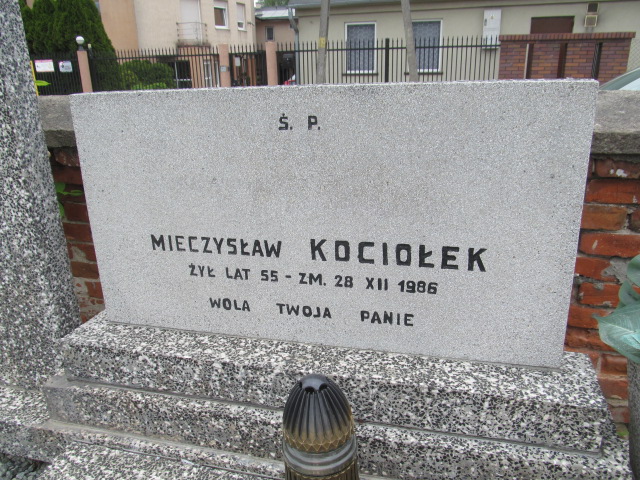 Ś. P.
MIECZYSŁAW KOCIOŁEK
ŻYŁ LAT 55 - ZM. 28 XII 1986
WOLA TWOJA PANIE